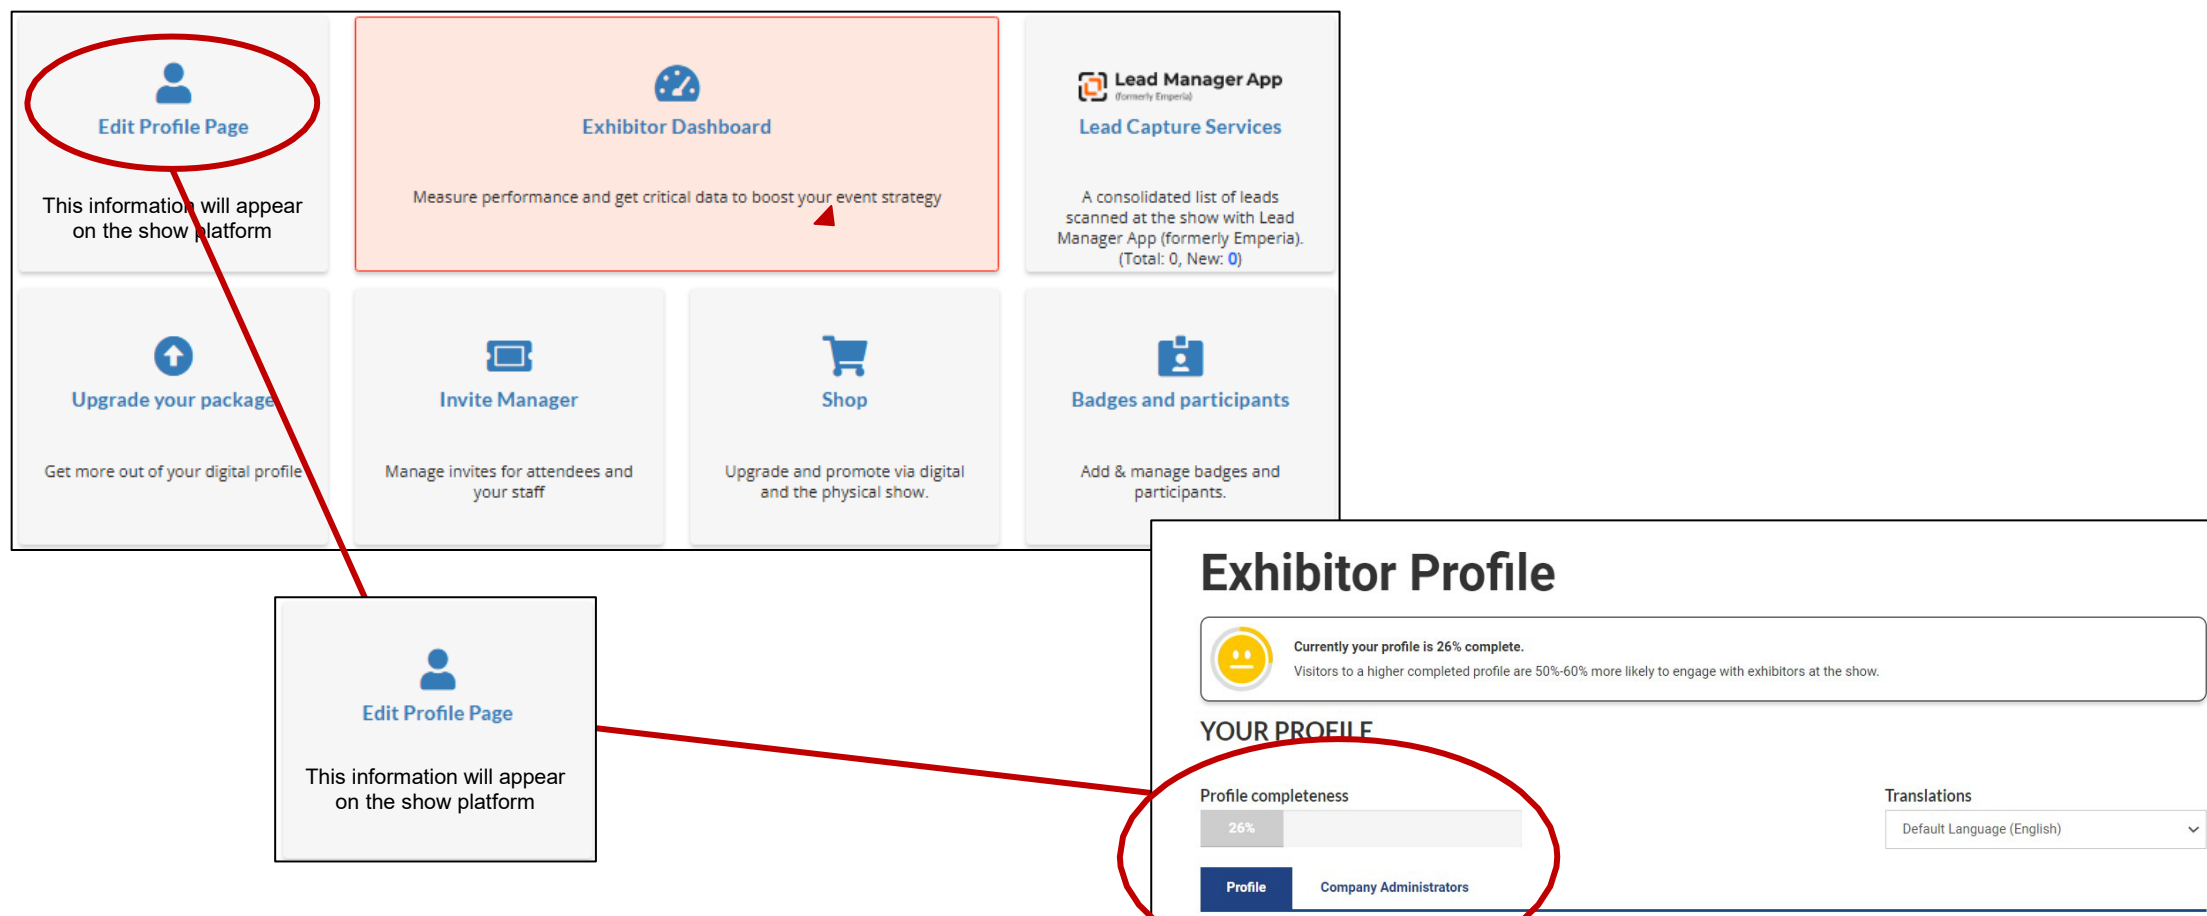 Edit Profile Page
This information will appear
on the show platform
Exhibitor Dashboard
Measure performance and get critical data to boost your event strategy
Lead Manager App
(formerly Emperia)
Lead Capture Services
A consolidated list of leads
scanned at the show with Lead
Manager App (formerly Emperia).
(Total: 0, New: 0)
Upgrade your package
Get more out of your digital profile
Invite Manager
Manage invites for attendees and
your staff
Shop
Upgrade and promote via digital
and the physical show.
Badges and participants
Add & manage badges and
participants.
Edit Profile Page
This information will appear
on the show platform
Exhibitor Profile
Currently your profile is 26% complete.
Visitors to a higher completed profile are 50%-60% more likely to engage with exhibitors at the show.
YOUR PROFILE
Profile completeness
26%
Translations
Default Language (English)
Profile
Company Administrators